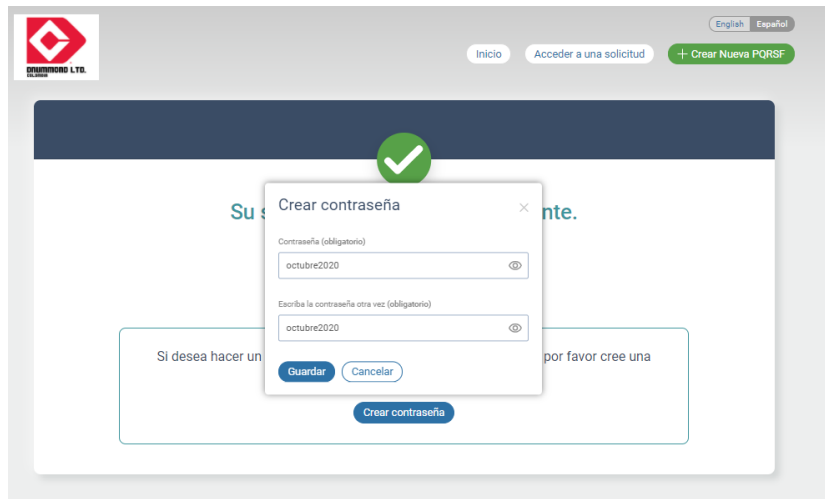 English Español
DRUMMOND LTD.
COLOMBIA
Inicio Acceder a una solicitud + Crear Nueva PQRSF
Su s nte.
Crear contraseña
Contraseña (obligatorio)
octubre2020
Escriba la contraseña otra vez (obligatorio)
octubre2020
Si desea hacer un por favor cree una
Guardar Cancelar
Crear contraseña